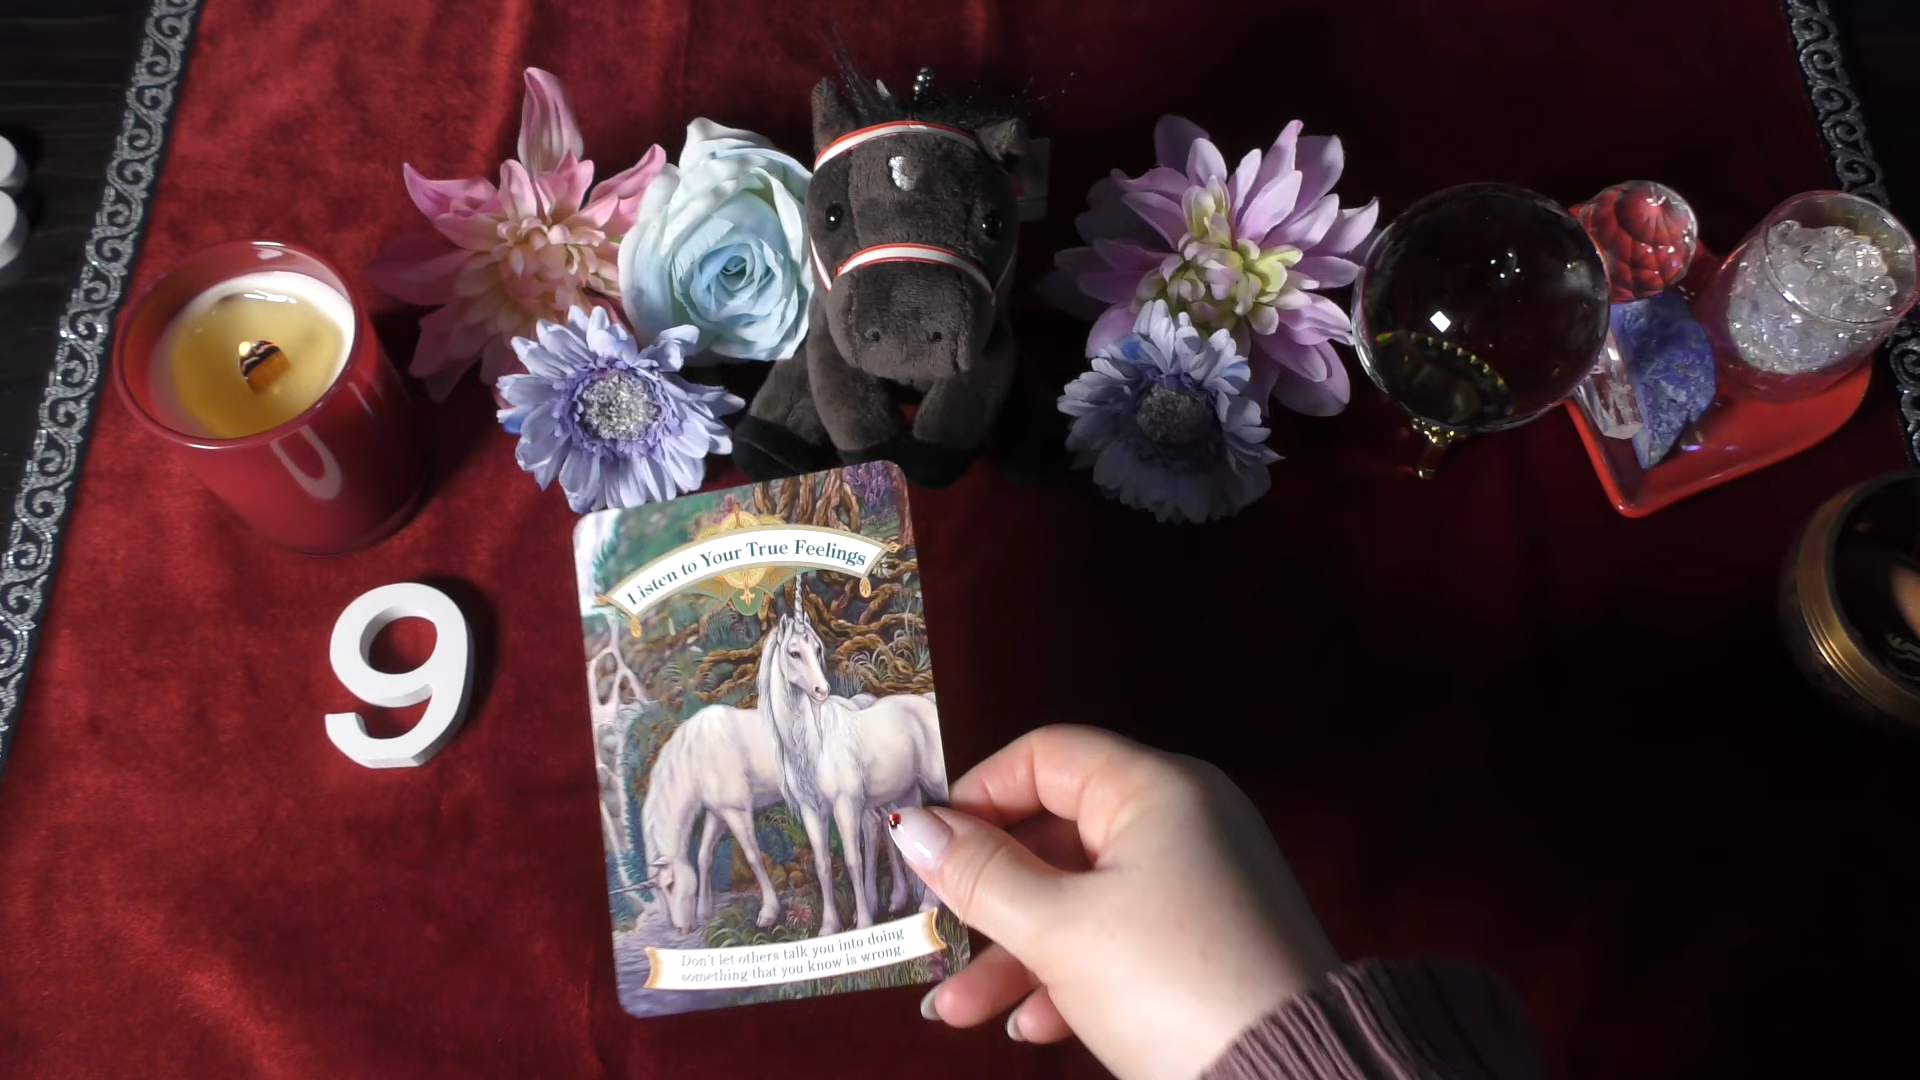 Listen to Your True Feelings
9
Don't let others talk you into doing
something that you know is wrong.